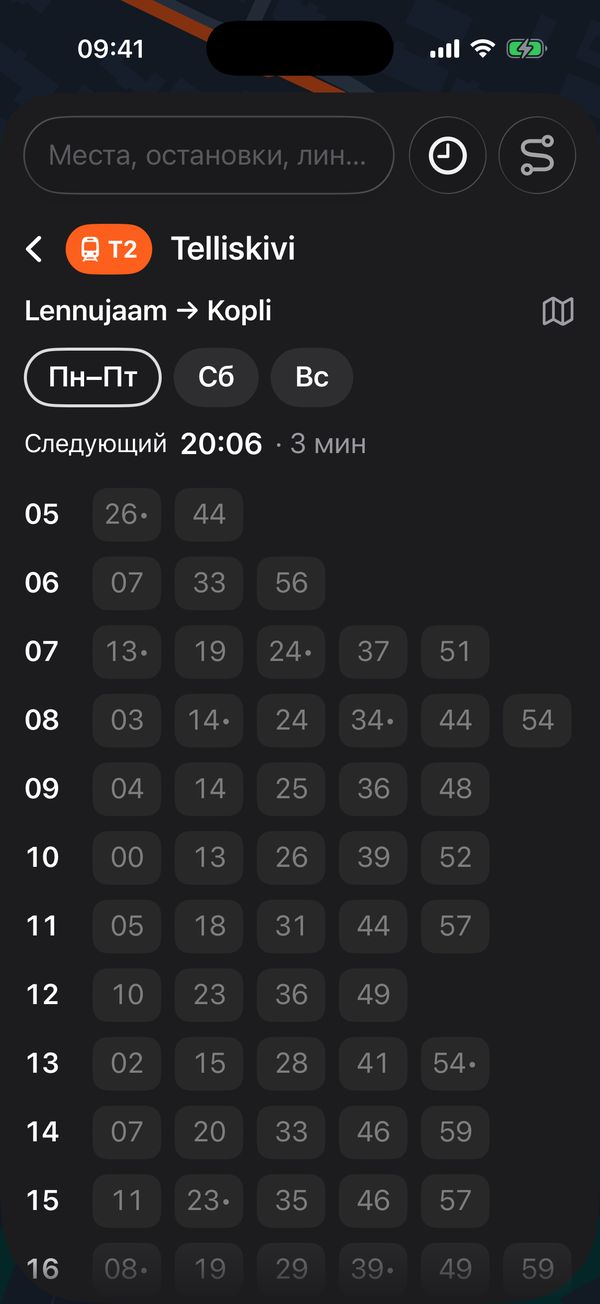 09:41
Места, остановки, лин...
T2 Telliskivi
Lennujaam → Kopli
Пн–Пт Сб Вс
Следующий 20:06 · 3 мин
05 26• 44
06 07 33 56
07 13• 19 24• 37 51
08 03 14• 24 34• 44 54
09 04 14 25 36 48
10 00 13 26 39 52
11 05 18 31 44 57
12 10 23 36 49
13 02 15 28 41 54•
14 07 20 33 46 59
15 11 23• 35 46 57
16 08• 19 29 39• 49 59